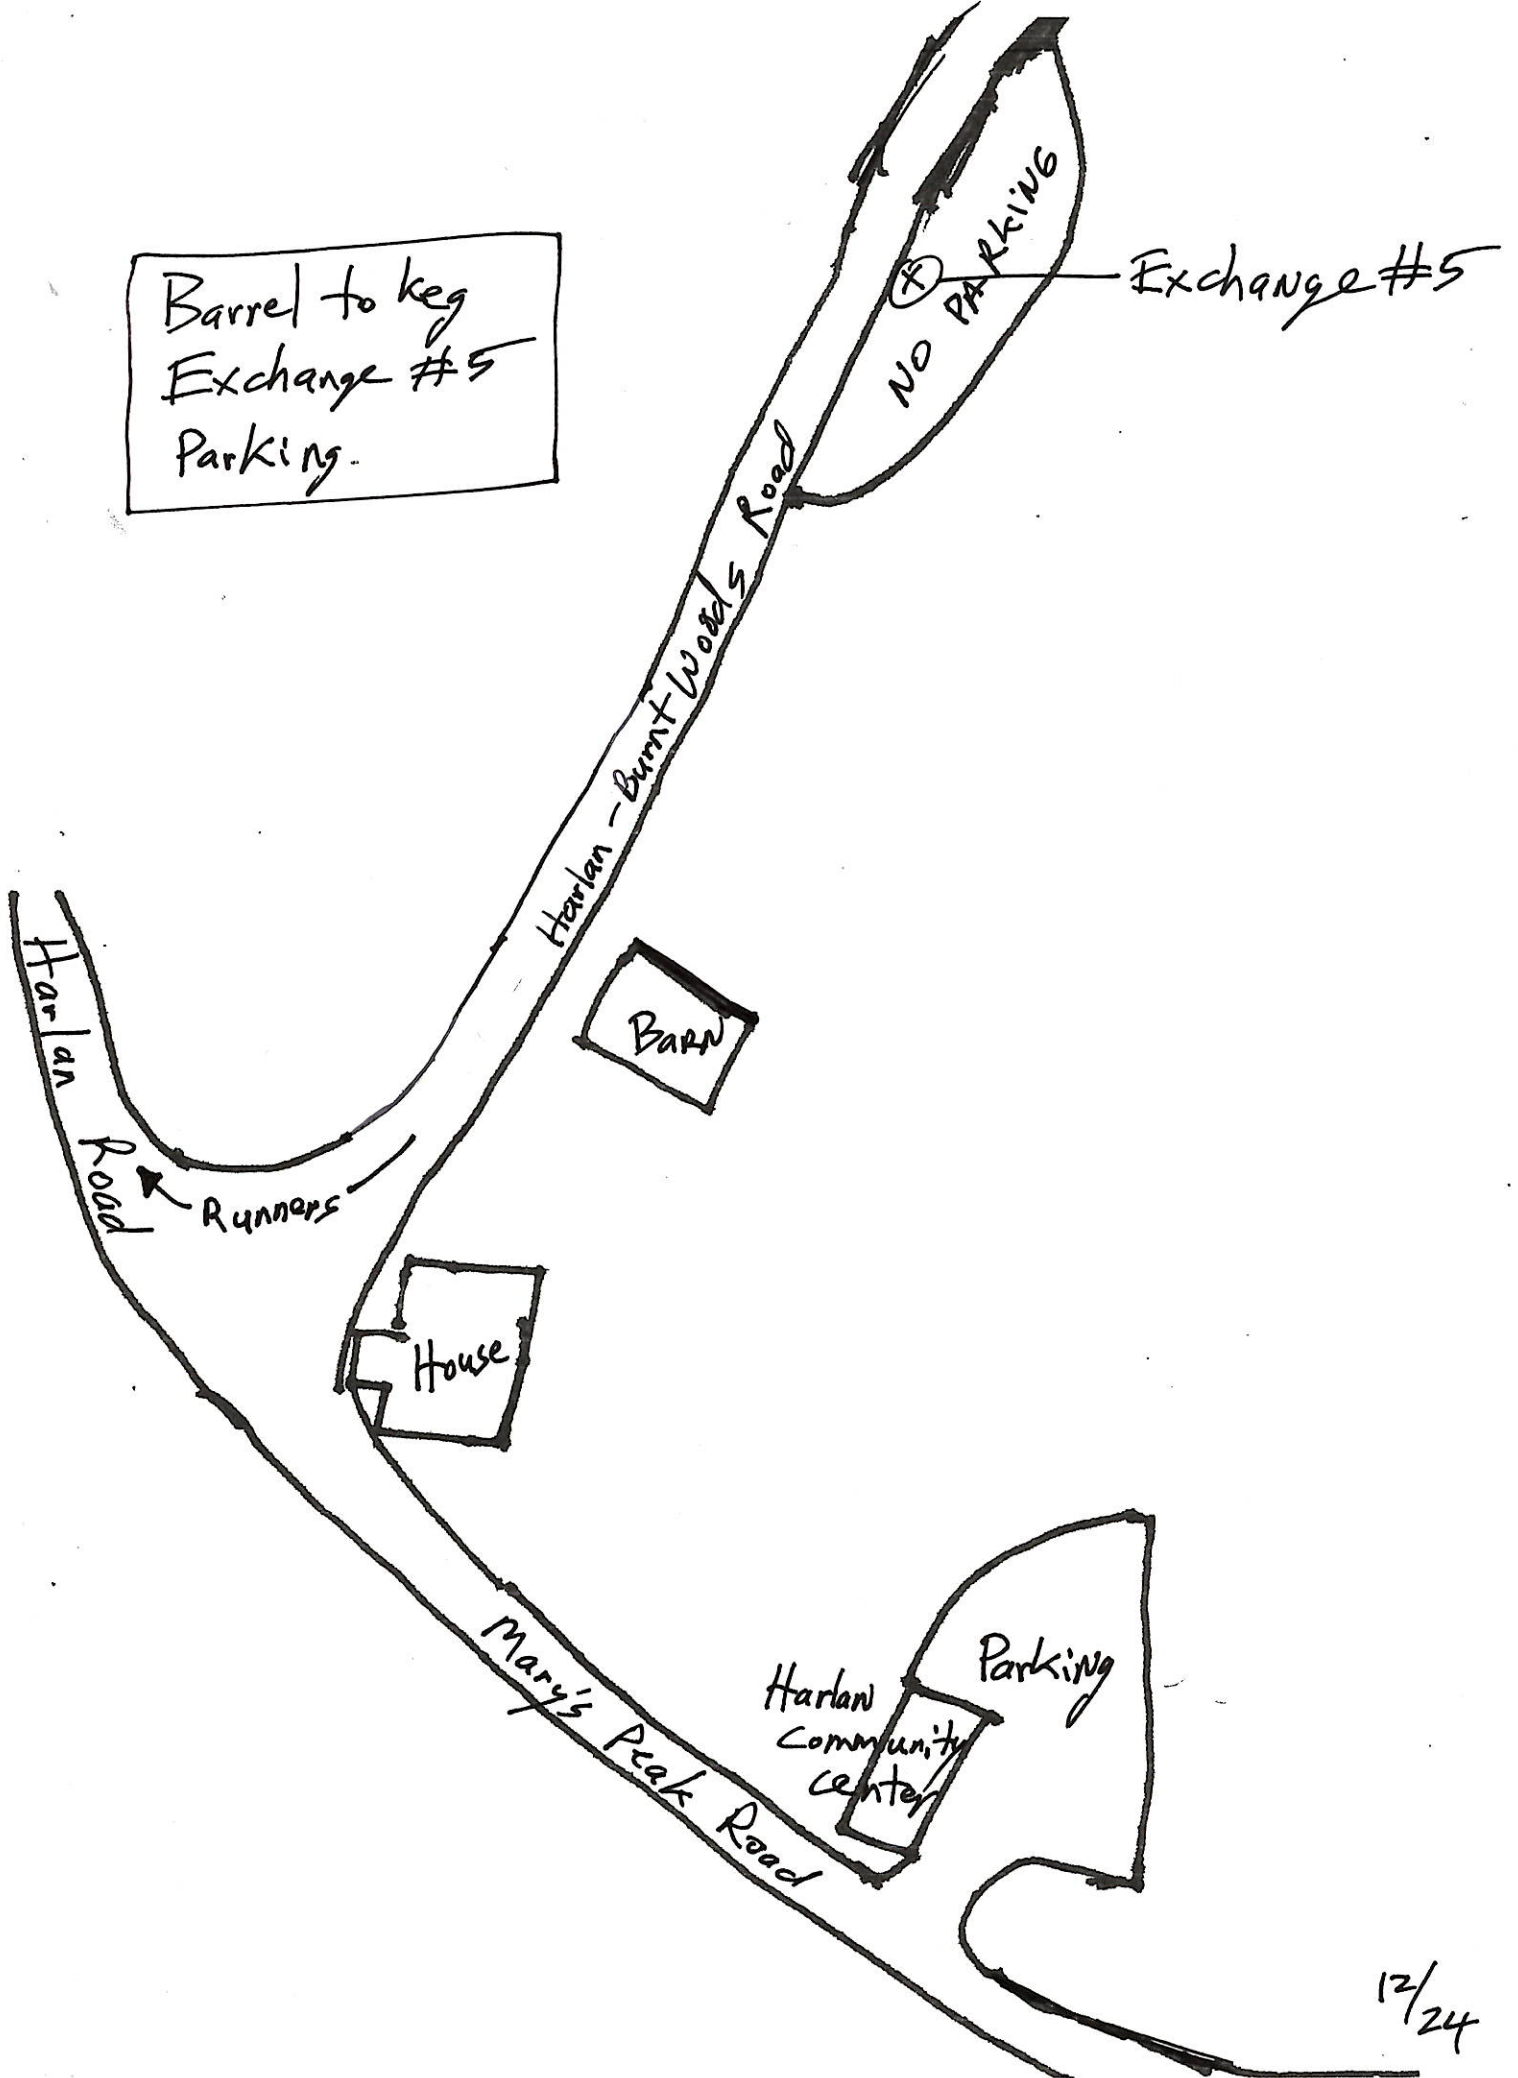 Barrel to keg
Exchange #5
Parking.
NO PARKING
Exchange #5
Harlan - Burnt Woods Road
BARN
Harlan Road
Runners
House
Mary's Peak Road
Parking
Harlan
Community
Center
12/24